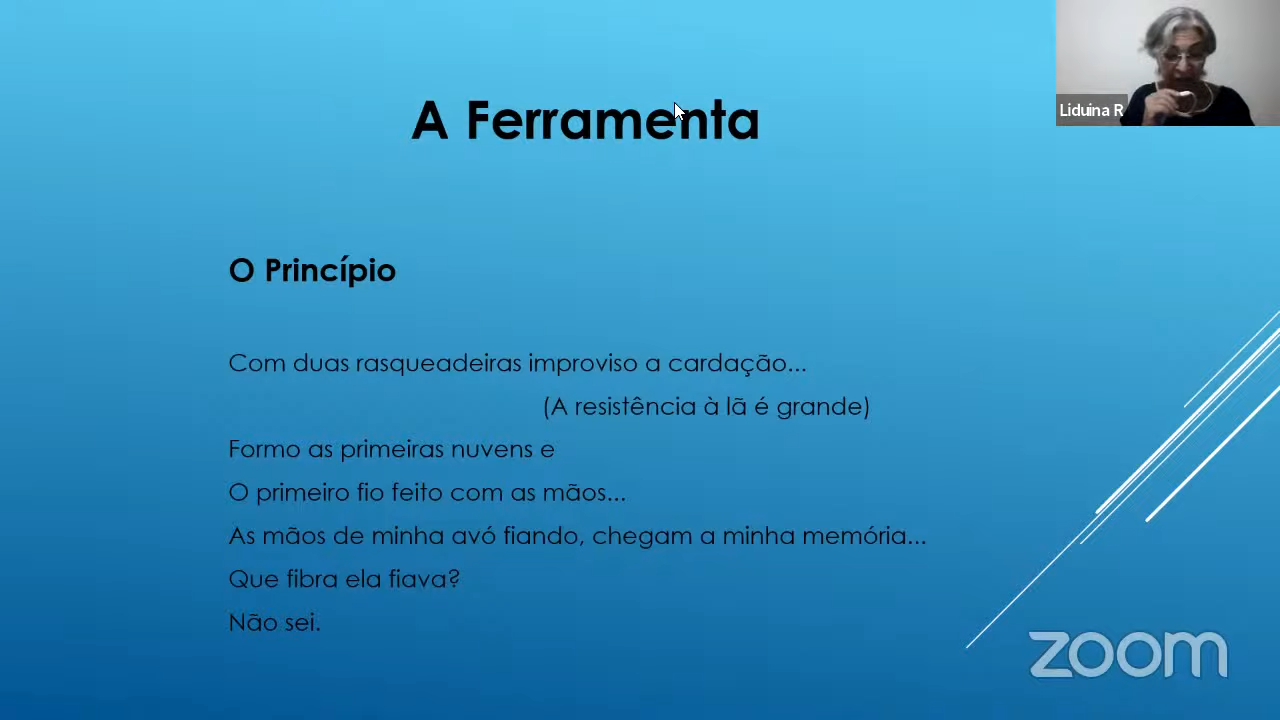 A Ferramenta
Liduina R
O Princípio
Com duas rasqueadeiras improviso a cardação...
(A resistência à lã é grande)
Formo as primeiras nuvens e
O primeiro fio feito com as mãos...
As mãos de minha avó fiando, chegam a minha memória...
Que fibra ela fiava?
Não sei.
zoom